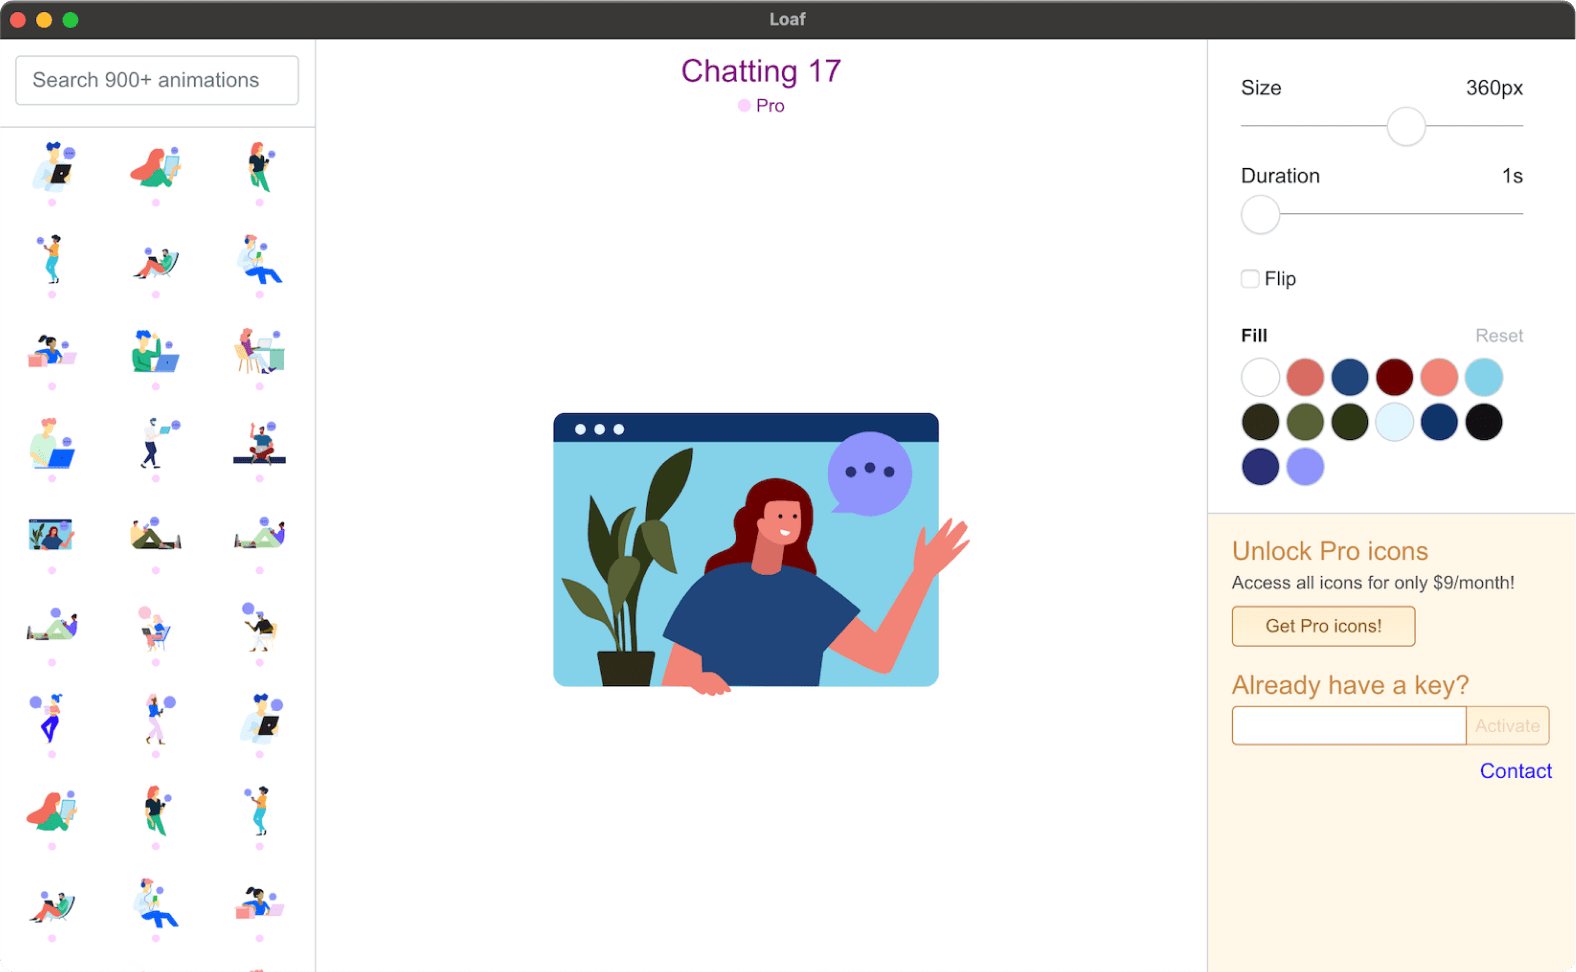 Loaf
Search 900+ animations
Chatting 17
Pro
Size 360px
Duration 1s
Flip
Fill Reset
Unlock Pro icons
Access all icons for only $9/month!
Get Pro icons!
Already have a key?
Activate
Contact